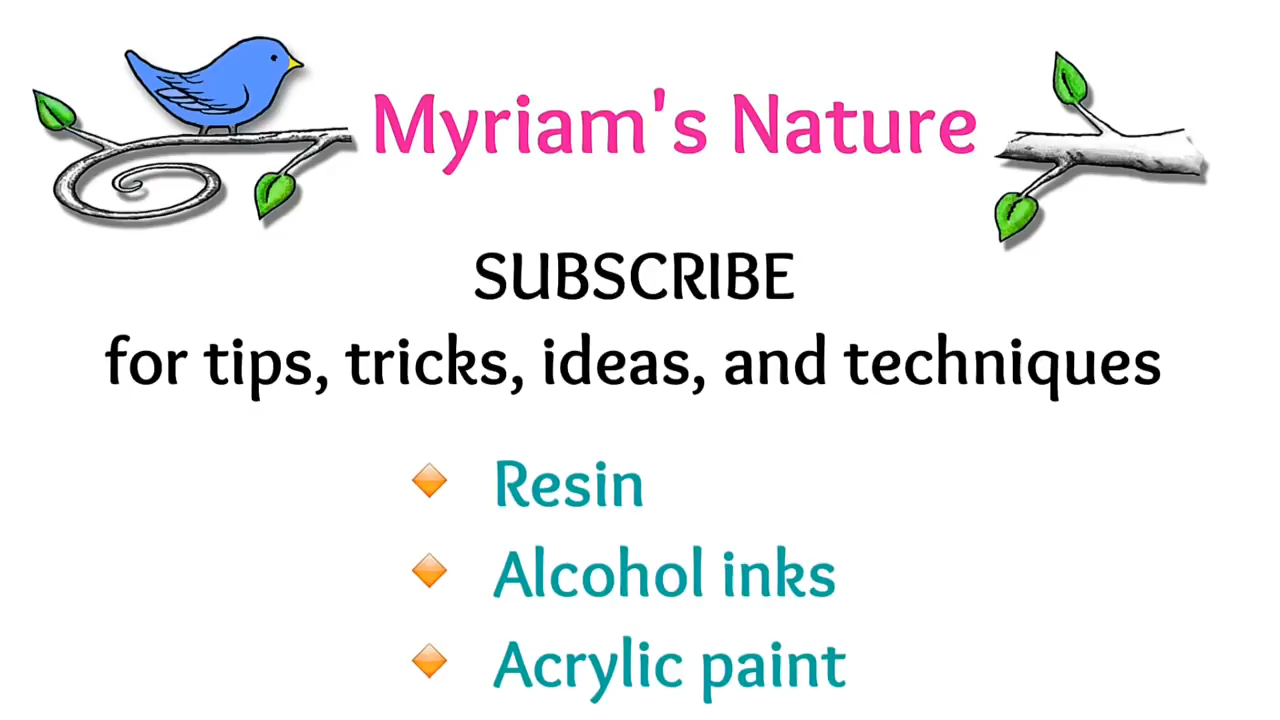 Myriam's Nature
SUBSCRIBE
for tips, tricks, ideas, and techniques
Resin
Alcohol inks
Acrylic paint